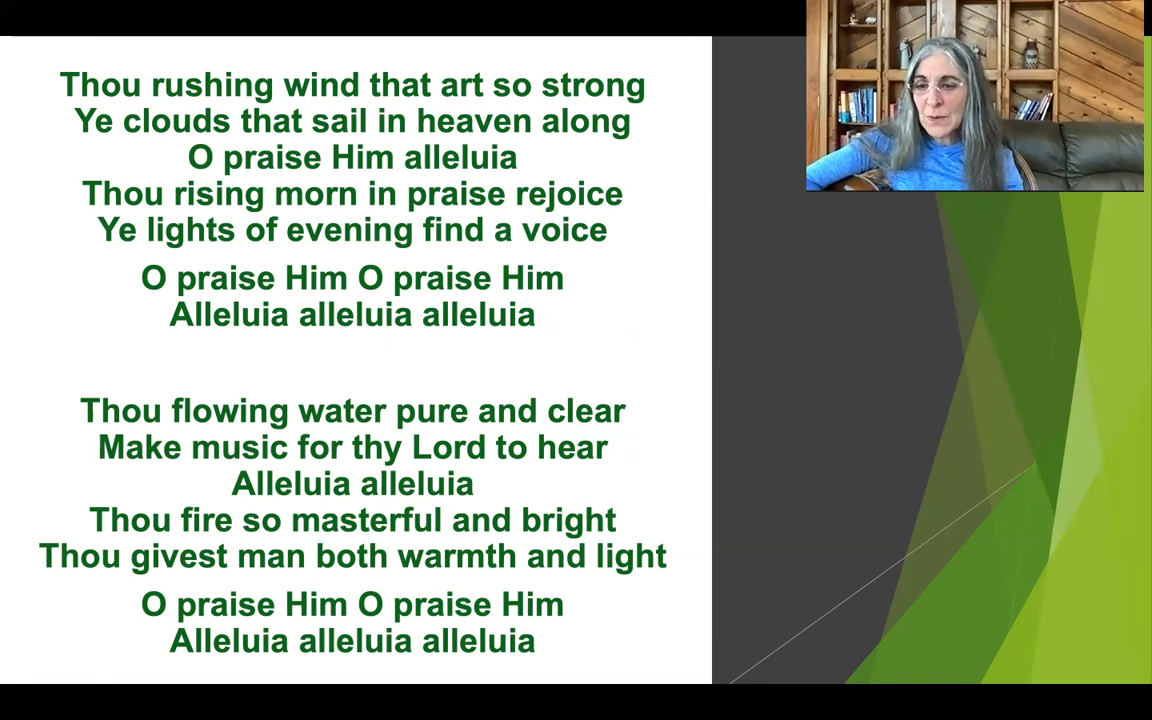 Thou rushing wind that art so strong
Ye clouds that sail in heaven along
O praise Him alleluia
Thou rising morn in praise rejoice
Ye lights of evening find a voice
O praise Him O praise Him
Alleluia alleluia alleluia
Thou flowing water pure and clear
Make music for thy Lord to hear
Alleluia alleluia
Thou fire so masterful and bright
Thou givest man both warmth and light
O praise Him O praise Him
Alleluia alleluia alleluia